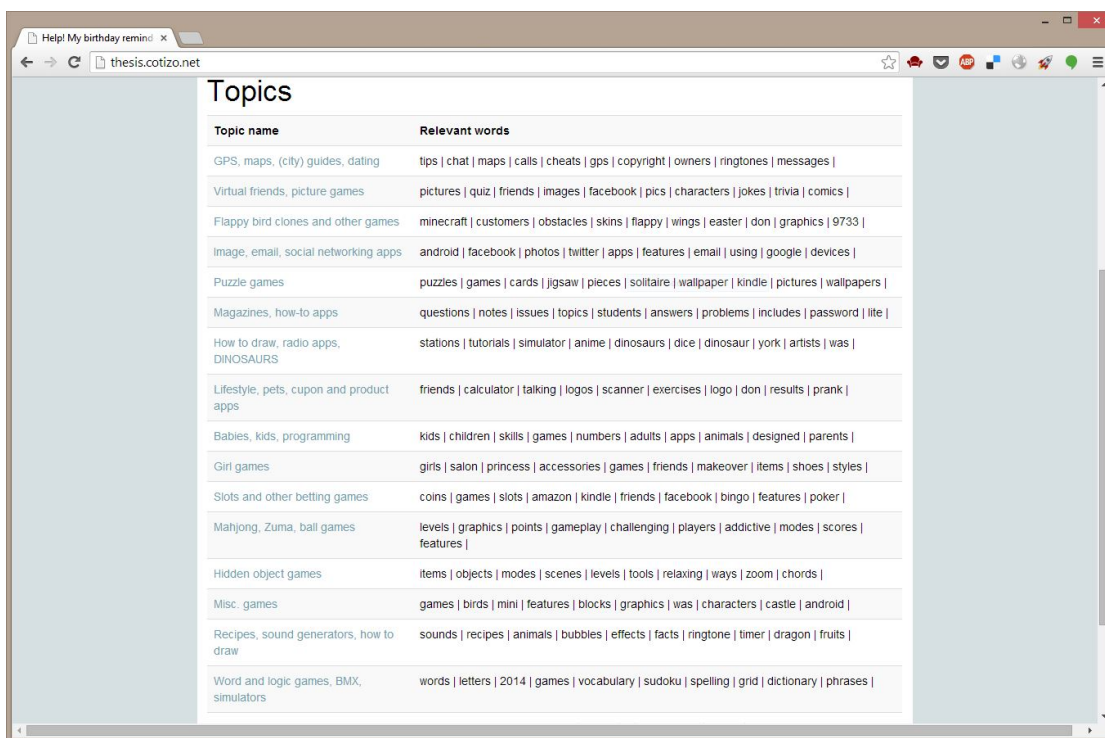 Help! My birthday remind
thesis.cotizo.net
ABP
Topics
Topic name Relevant words
GPS, maps, (city) guides, dating tips | chat | maps | calls | cheats | gps | copyright | owners | ringtones | messages |
Virtual friends, picture games pictures | quiz | friends | images | facebook | pics | characters | jokes | trivia | comics |
Flappy bird clones and other games minecraft | customers | obstacles | skins | flappy | wings | easter | don | graphics | 9733 |
Image, email, social networking apps android | facebook | photos | twitter | apps | features | email | using | google | devices |
Puzzle games puzzles | games | cards | jigsaw | pieces | solitaire | wallpaper | kindle | pictures | wallpapers |
Magazines, how-to apps questions | notes | issues | topics | students | answers | problems | includes | password | lite |
How to draw, radio apps, stations | tutorials | simulator | anime | dinosaurs | dice | dinosaur | york | artists | was |
DINOSAURS
Lifestyle, pets, cupon and product friends | calculator | talking | logos | scanner | exercises | logo | don | results | prank |
apps
Babies, kids, programming kids | children | skills | games | numbers | adults | apps | animals | designed | parents |
Girl games girls | salon | princess | accessories | games | friends | makeover | items | shoes | styles |
Slots and other betting games coins | games | slots | amazon | kindle | friends | facebook | bingo | features | poker |
Mahjong, Zuma, ball games levels | graphics | points | gameplay | challenging | players | addictive | modes | scores |
features |
Hidden object games items | objects | modes | scenes | levels | tools | relaxing | ways | zoom | chords |
Misc. games games | birds | mini | features | blocks | graphics | was | characters | castle | android |
Recipes, sound generators, how to sounds | recipes | animals | bubbles | effects | facts | ringtone | timer | dragon | fruits |
draw
Word and logic games, BMX, words | letters | 2014 | games | vocabulary | sudoku | spelling | grid | dictionary | phrases |
simulators